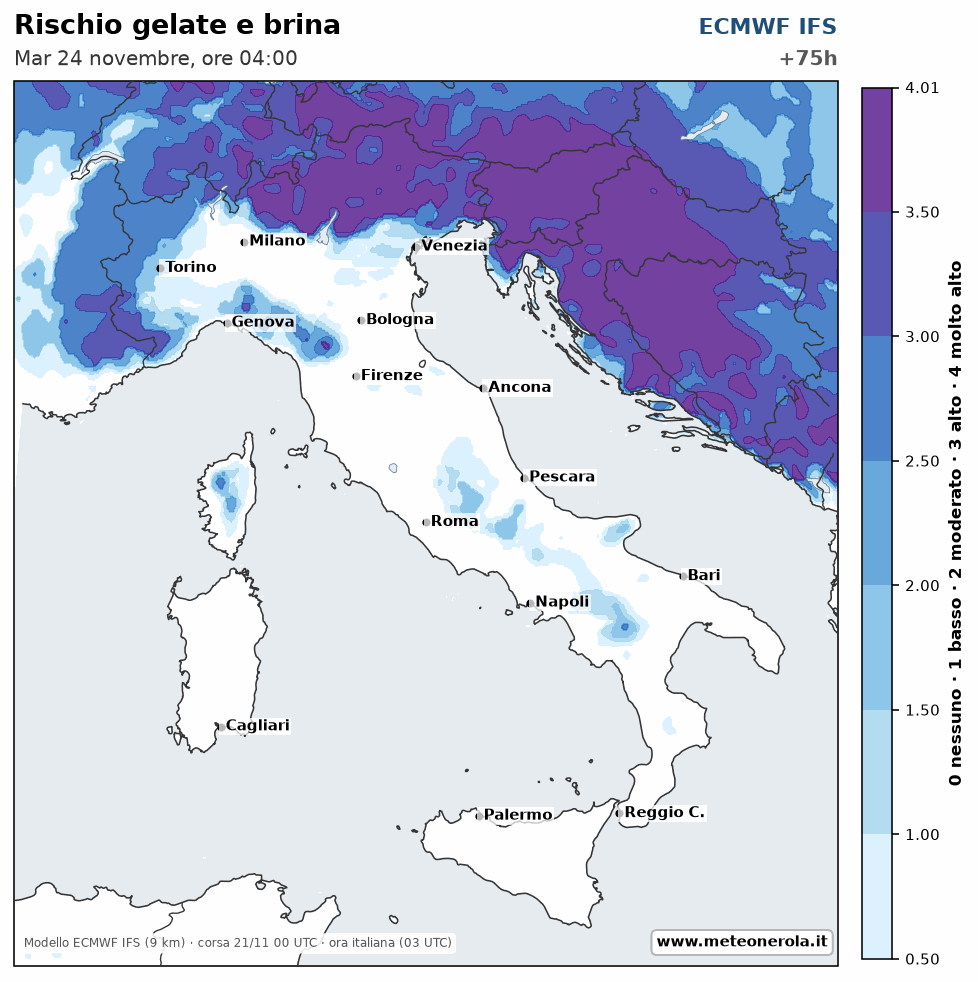 Rischio gelate e brina
ECMWF IFS
Mar 24 novembre, ore 04:00
+75h
4.01
3.50
3.00
2.50
2.00
1.50
1.00
0.50
0 nessuno · 1 basso · 2 moderato · 3 alto · 4 molto alto
Milano
Venezia
Torino
Genova
Bologna
Firenze
Ancona
Pescara
Roma
Bari
Napoli
Cagliari
Palermo
Reggio C.
Modello ECMWF IFS (9 km) · corsa 21/11 00 UTC · ora italiana (03 UTC)
www.meteonerola.it